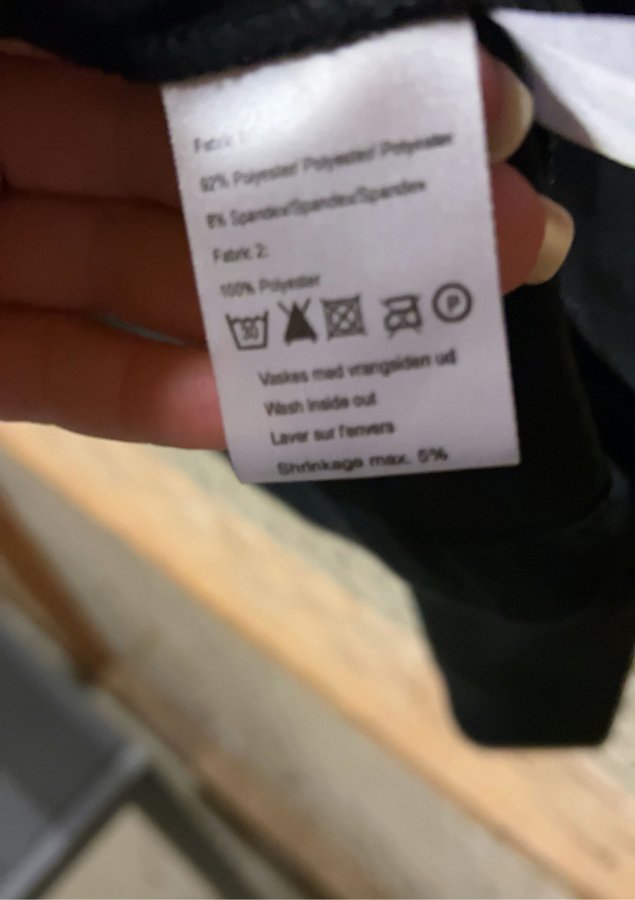 Fabric 1:
92% Polyester/ Polyester/ Polyester
8% Spandex/Spandex/Spandex
Fabric 2:
100% Polyester
30
P
Vaskes med vrangsiden ud
Wash inside out
Laver sur l'envers
Shrinkage max. 5%